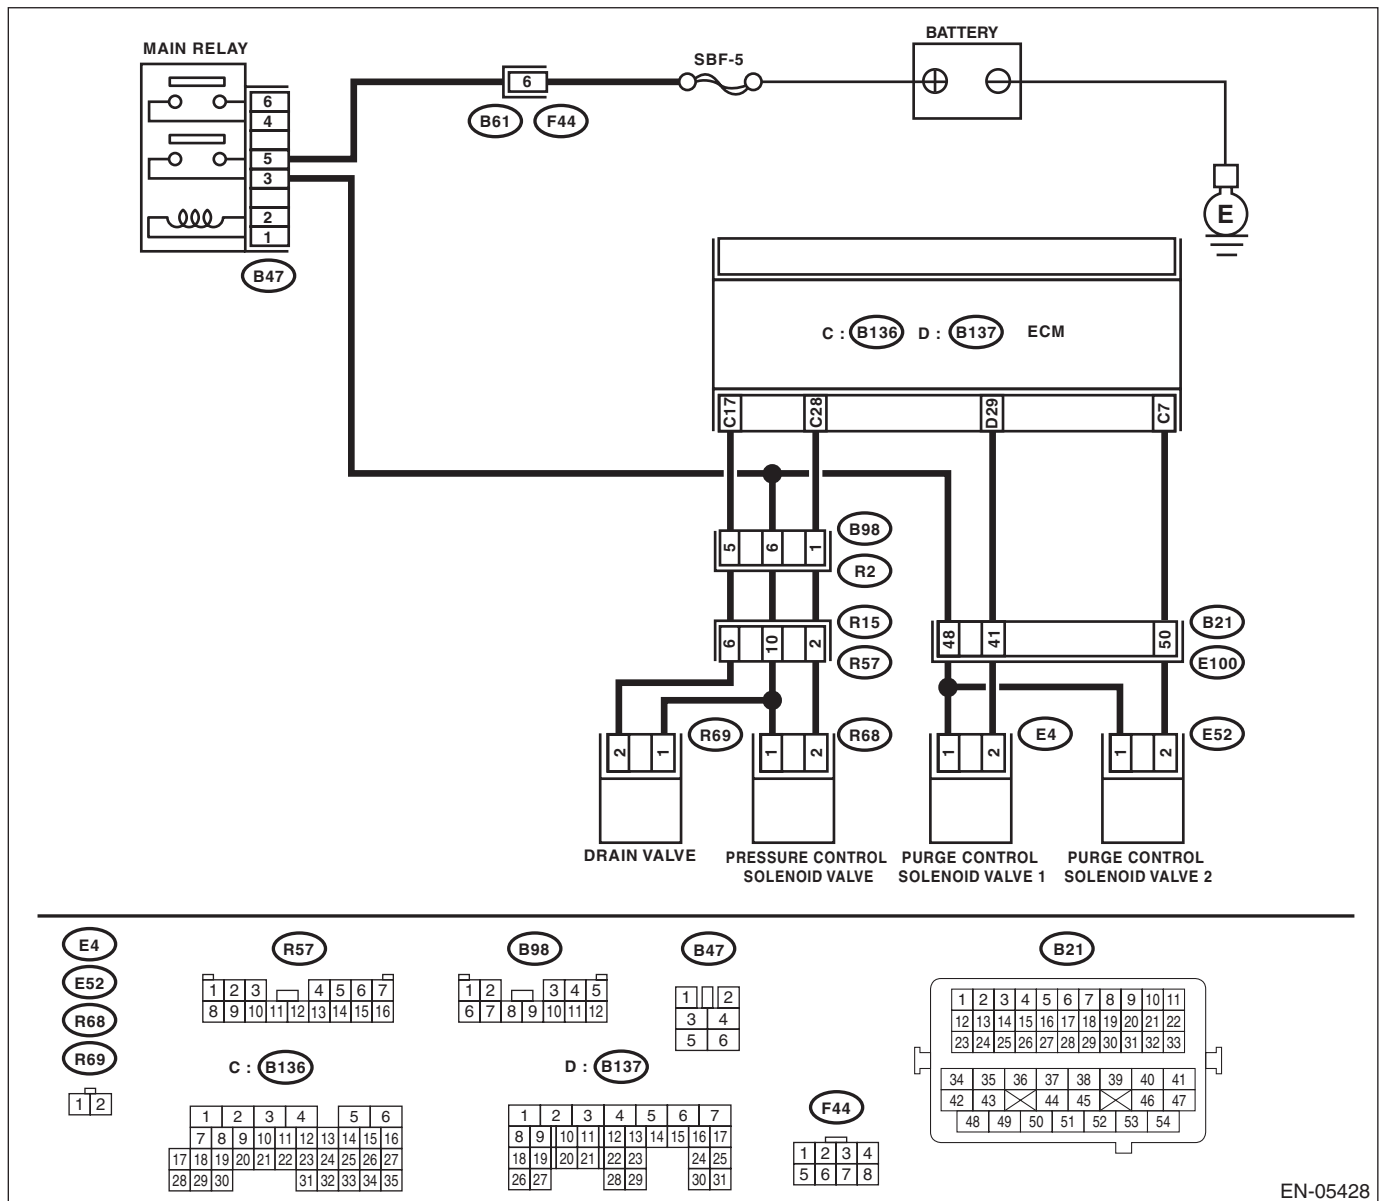 MAIN RELAY
BATTERY
SBF-5
6
4
5
3
2
1
B47
6
B61 F44
E
C : B136 D : B137 ECM
C17 C28 D29 C7
5 6 1
B98
R2
6 10 2
R15
R57
48 41 50
B21
E100
2 1
R69
1 2
R68
1 2
E4
1 2
E52
DRAIN VALVE
PRESSURE CONTROL
SOLENOID VALVE
PURGE CONTROL
SOLENOID VALVE 1
PURGE CONTROL
SOLENOID VALVE 2
E4
E52
R68
R69
1 2
R57
1 2 3 4 5 6 7
8 9 10 11 12 13 14 15 16
B98
1 2 3 4 5
6 7 8 9 10 11 12
B47
1 2
3 4
5 6
B21
1 2 3 4 5 6 7 8 9 10 11
12 13 14 15 16 17 18 19 20 21 22
23 24 25 26 27 28 29 30 31 32 33
34 35 36 37 38 39 40 41
42 43 44 45 46 47
48 49 50 51 52 53 54
C : B136
1 2 3 4 5 6
7 8 9 10 11 12 13 14 15 16
17 18 19 20 21 22 23 24 25 26 27
28 29 30 31 32 33 34 35
D : B137
1 2 3 4 5 6 7
8 9 10 11 12 13 14 15 16 17
18 19 20 21 22 23 24 25
26 27 28 29 30 31
F44
1 2 3 4
5 6 7 8
EN-05428